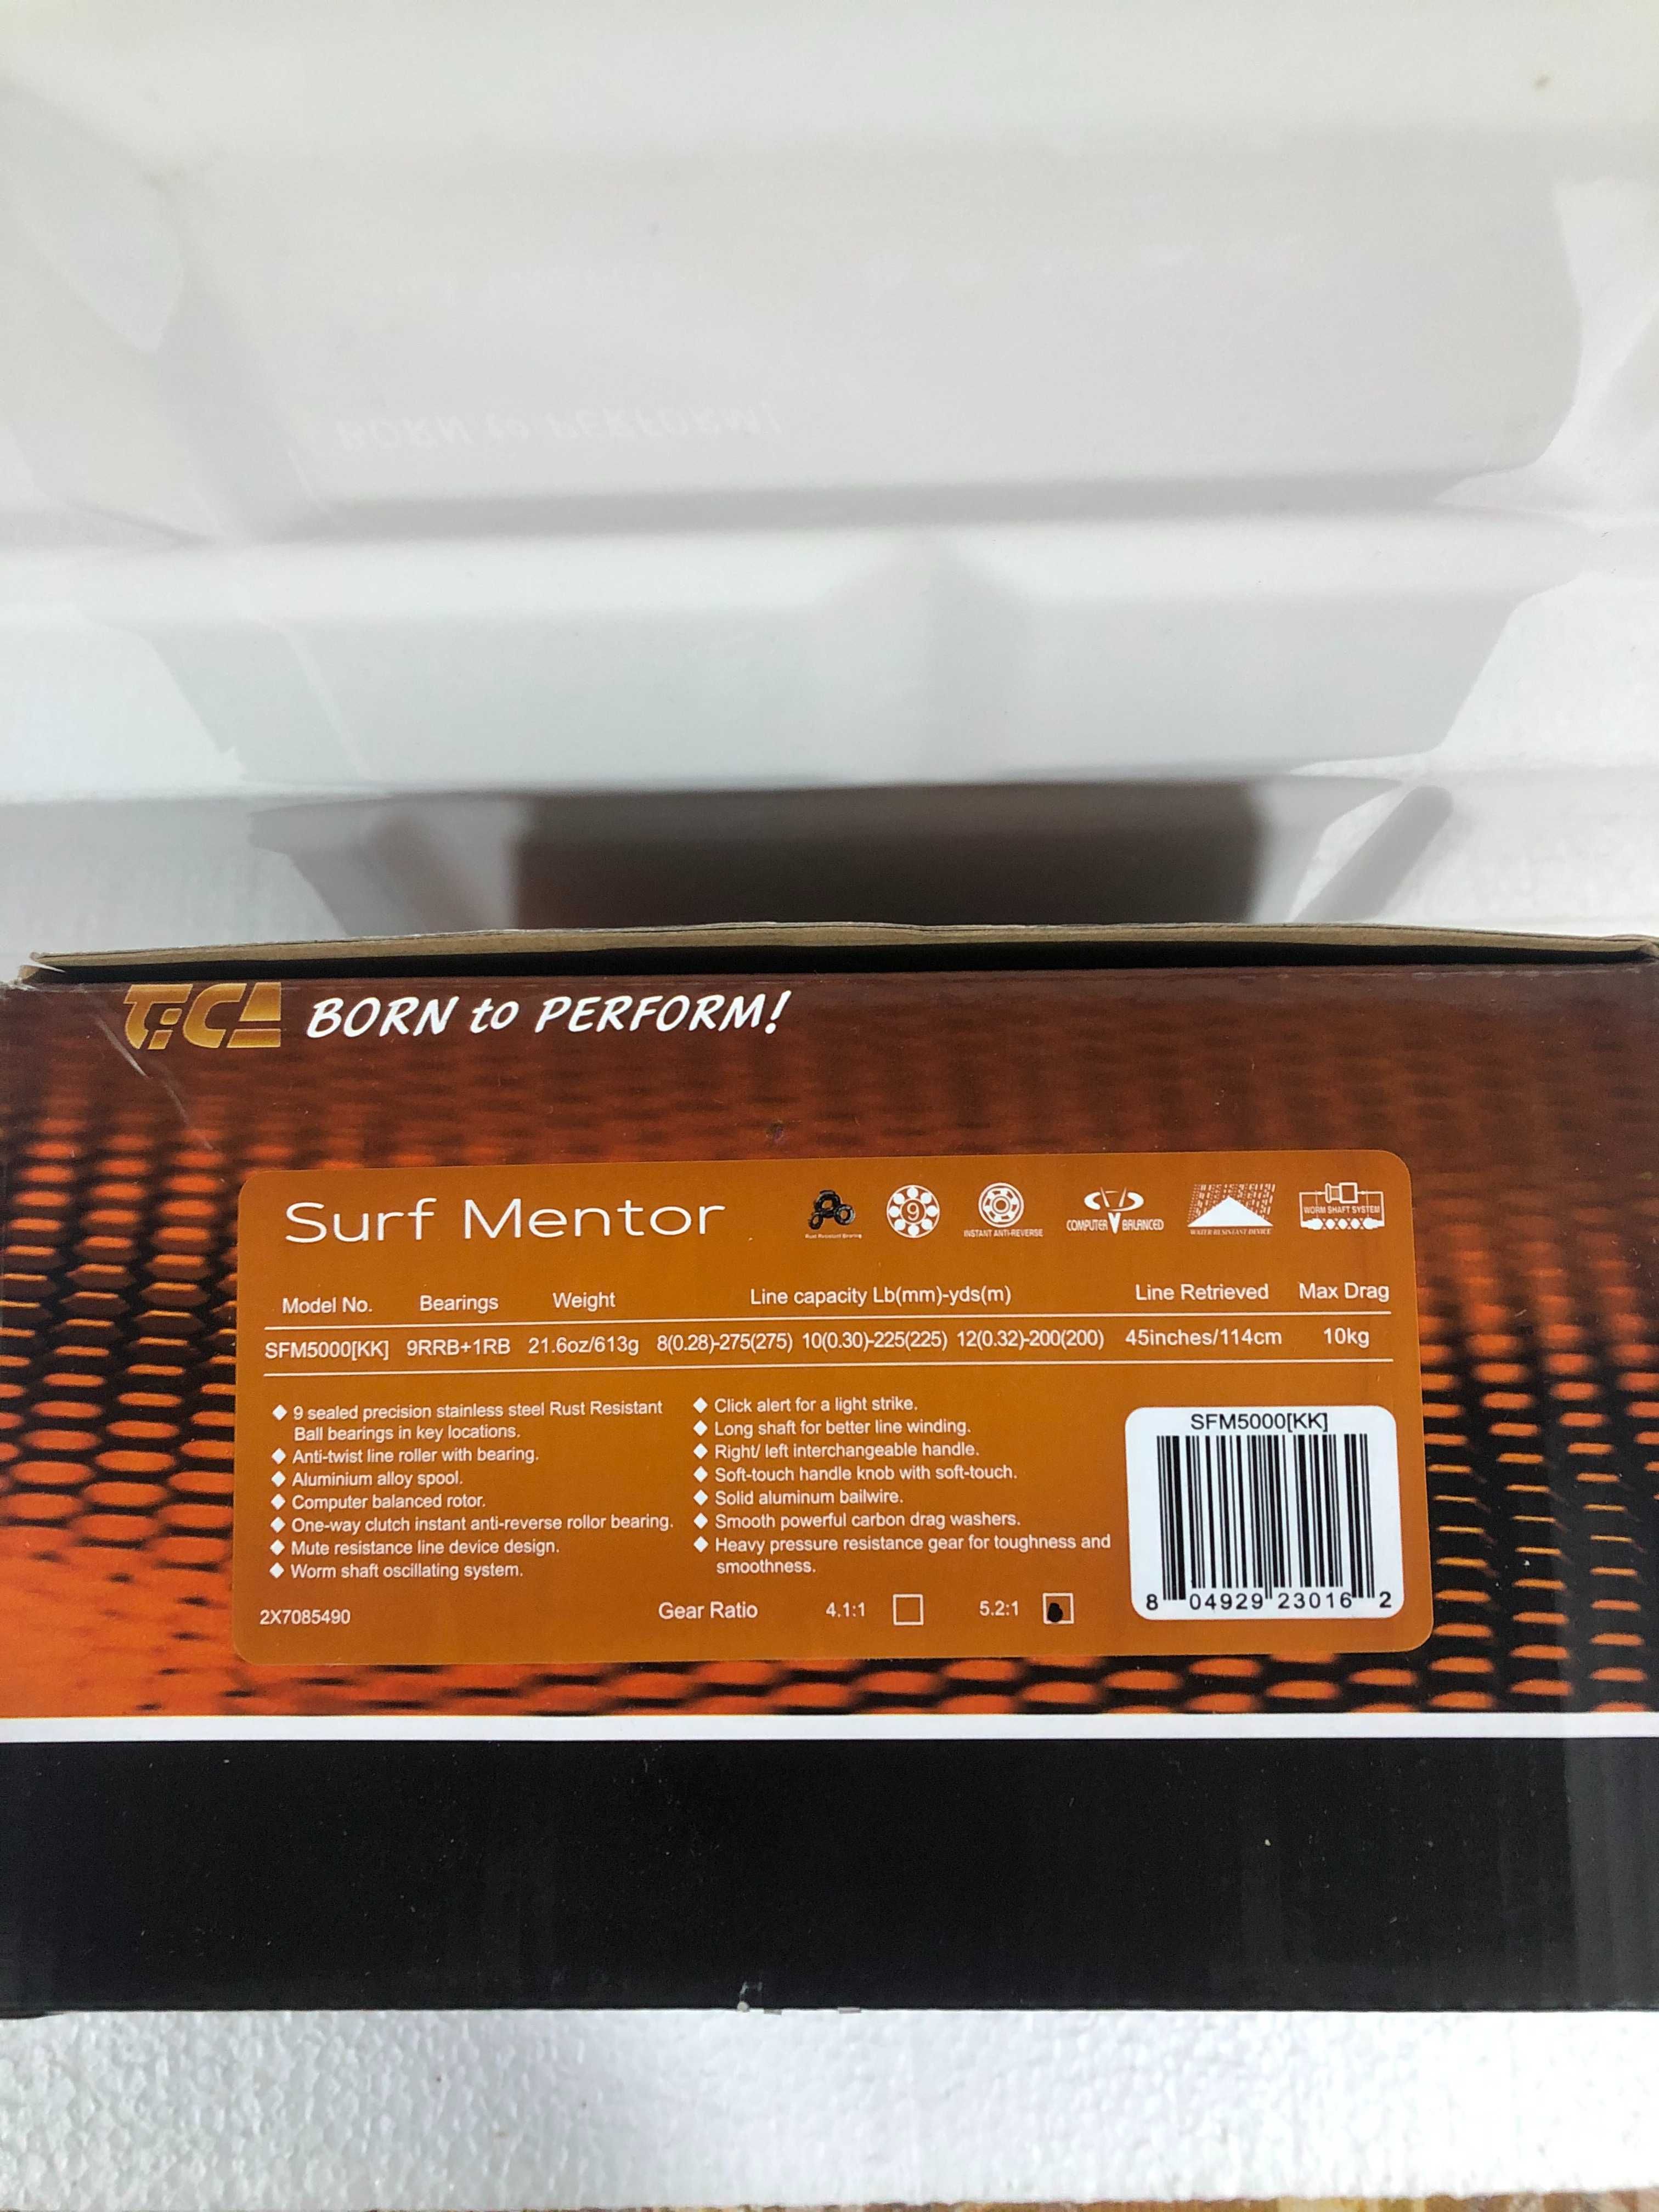 TiCA BORN to PERFORM!
Surf Mentor
Rust Resistant Bearing
9
INSTANT ANTI-REVERSE
COMPUTER BALANCED
WATER RESISTANT DEVICE
WORM SHAFT SYSTEM
Model No. Bearings Weight Line capacity Lb(mm)-yds(m) Line Retrieved Max Drag
SFM5000[KK] 9RRB+1RB 21.6oz/613g 8(0.28)-275(275) 10(0.30)-225(225) 12(0.32)-200(200) 45inches/114cm 10kg
◆ 9 sealed precision stainless steel Rust Resistant
Ball bearings in key locations.
◆ Anti-twist line roller with bearing.
◆ Aluminium alloy spool.
◆ Computer balanced rotor.
◆ One-way clutch instant anti-reverse rollor bearing.
◆ Mute resistance line device design.
◆ Worm shaft oscillating system.
◆ Click alert for a light strike.
◆ Long shaft for better line winding.
◆ Right/ left interchangeable handle.
◆ Soft-touch handle knob with soft-touch.
◆ Solid aluminum bailwire.
◆ Smooth powerful carbon drag washers.
◆ Heavy pressure resistance gear for toughness and
smoothness.
SFM5000[KK]
8 04929 23016 2
2X7085490
Gear Ratio 4.1:1 5.2:1